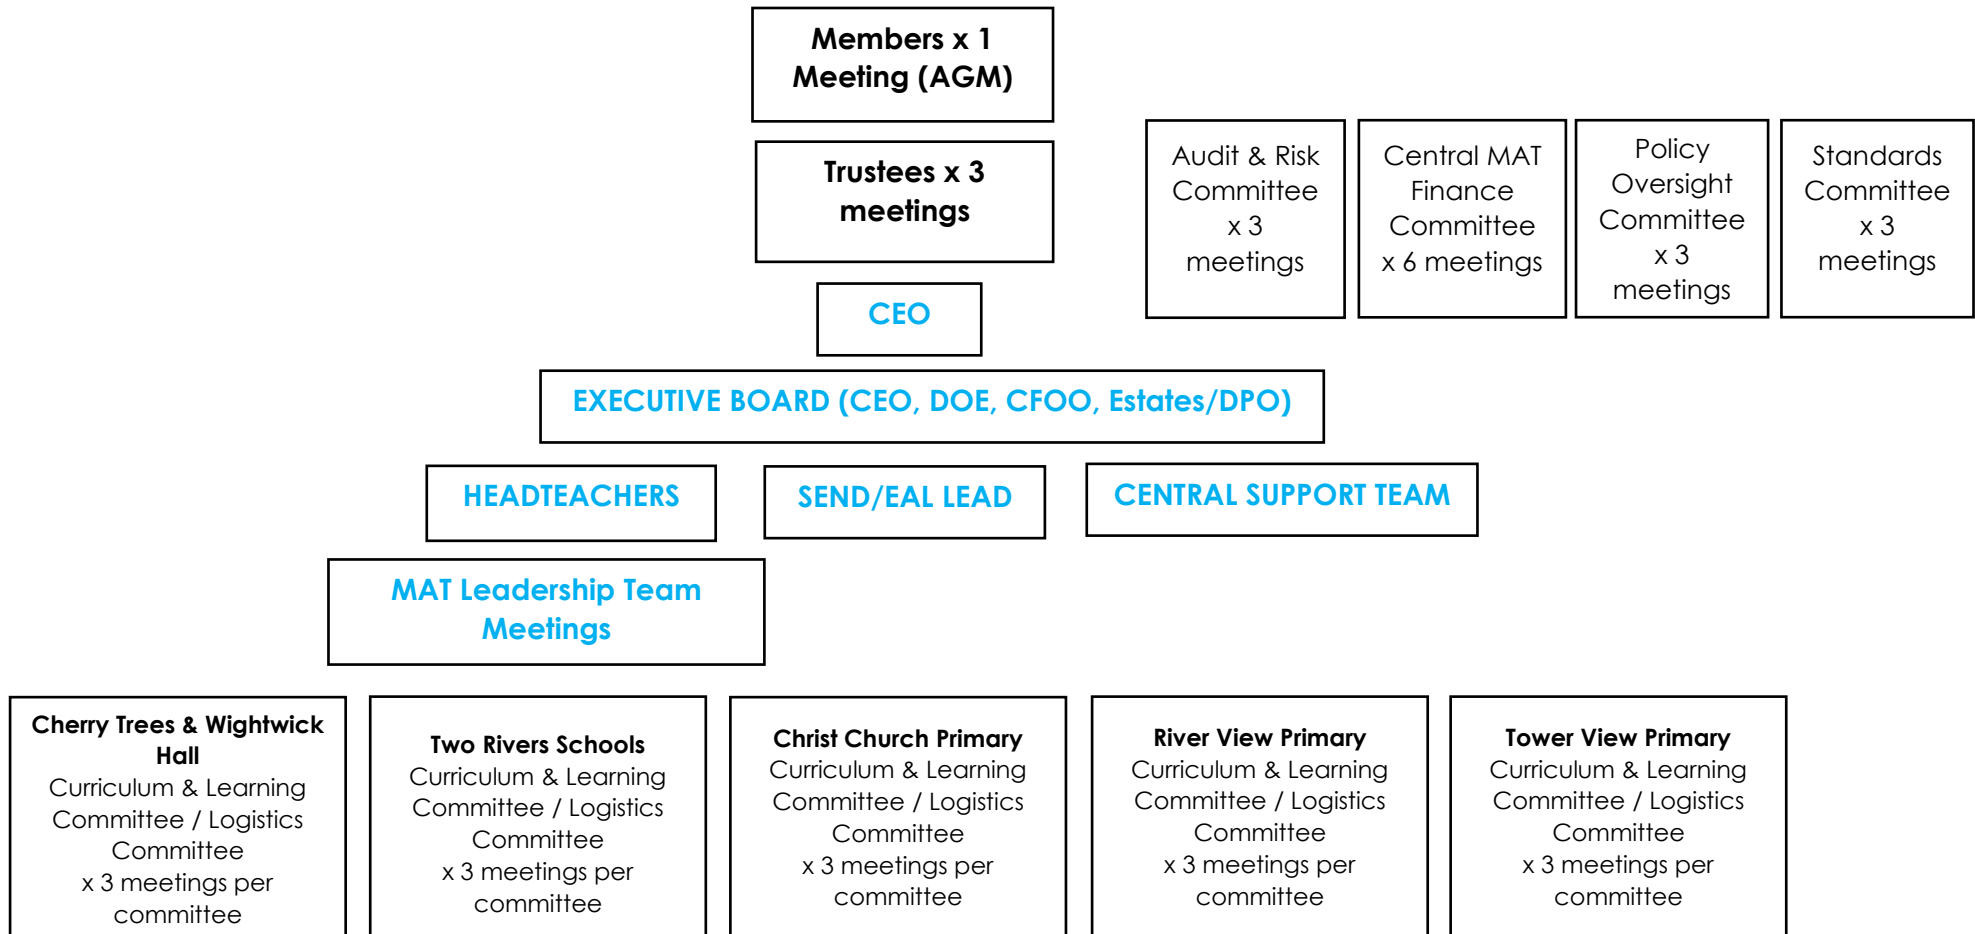 Members x 1
Meeting (AGM)
Trustees x 3
meetings
Audit & Risk
Committee
x 3
meetings
Central MAT
Finance
Committee
x 6 meetings
Policy
Oversight
Committee
x 3
meetings
Standards
Committee
x 3
meetings
CEO
EXECUTIVE BOARD (CEO, DOE, CFOO, Estates/DPO)
HEADTEACHERS
SEND/EAL LEAD
CENTRAL SUPPORT TEAM
MAT Leadership Team
Meetings
Cherry Trees & Wightwick
Hall
Curriculum & Learning
Committee / Logistics
Committee
x 3 meetings per
committee
Two Rivers Schools
Curriculum & Learning
Committee / Logistics
Committee
x 3 meetings per
committee
Christ Church Primary
Curriculum & Learning
Committee / Logistics
Committee
x 3 meetings per
committee
River View Primary
Curriculum & Learning
Committee / Logistics
Committee
x 3 meetings per
committee
Tower View Primary
Curriculum & Learning
Committee / Logistics
Committee
x 3 meetings per
committee